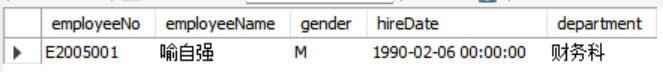 employeeNo employeeName gender hireDate department
E2005001 喻自强 M 1990-02-06 00:00:00 财务科